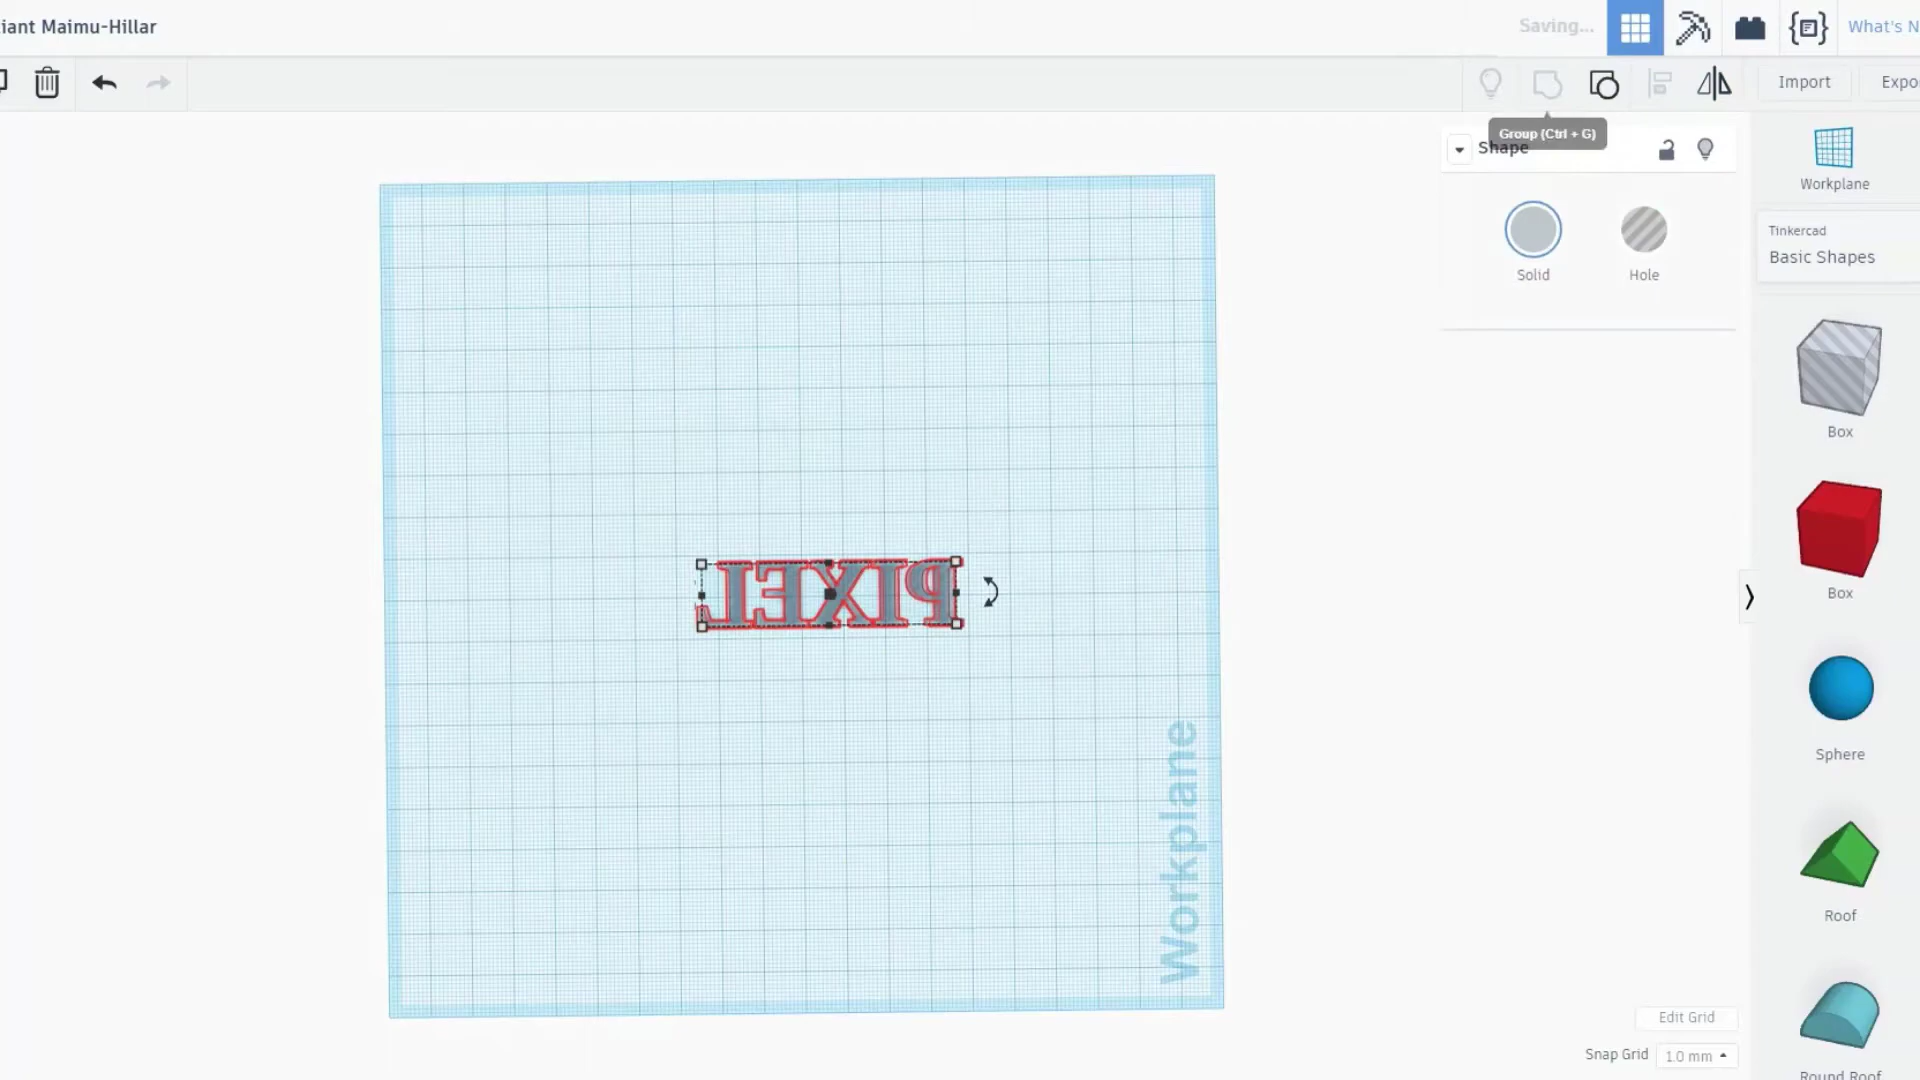 iant Maimu-Hillar
Saving...
What's N
Import
Expo
Group (Ctrl + G)
Shape
Workplane
Solid
Hole
Tinkercad
Basic Shapes
Box
Box
PIXEL
Sphere
Workplane
Roof
Edit Grid
Snap Grid
1.0 mm
Round Roof